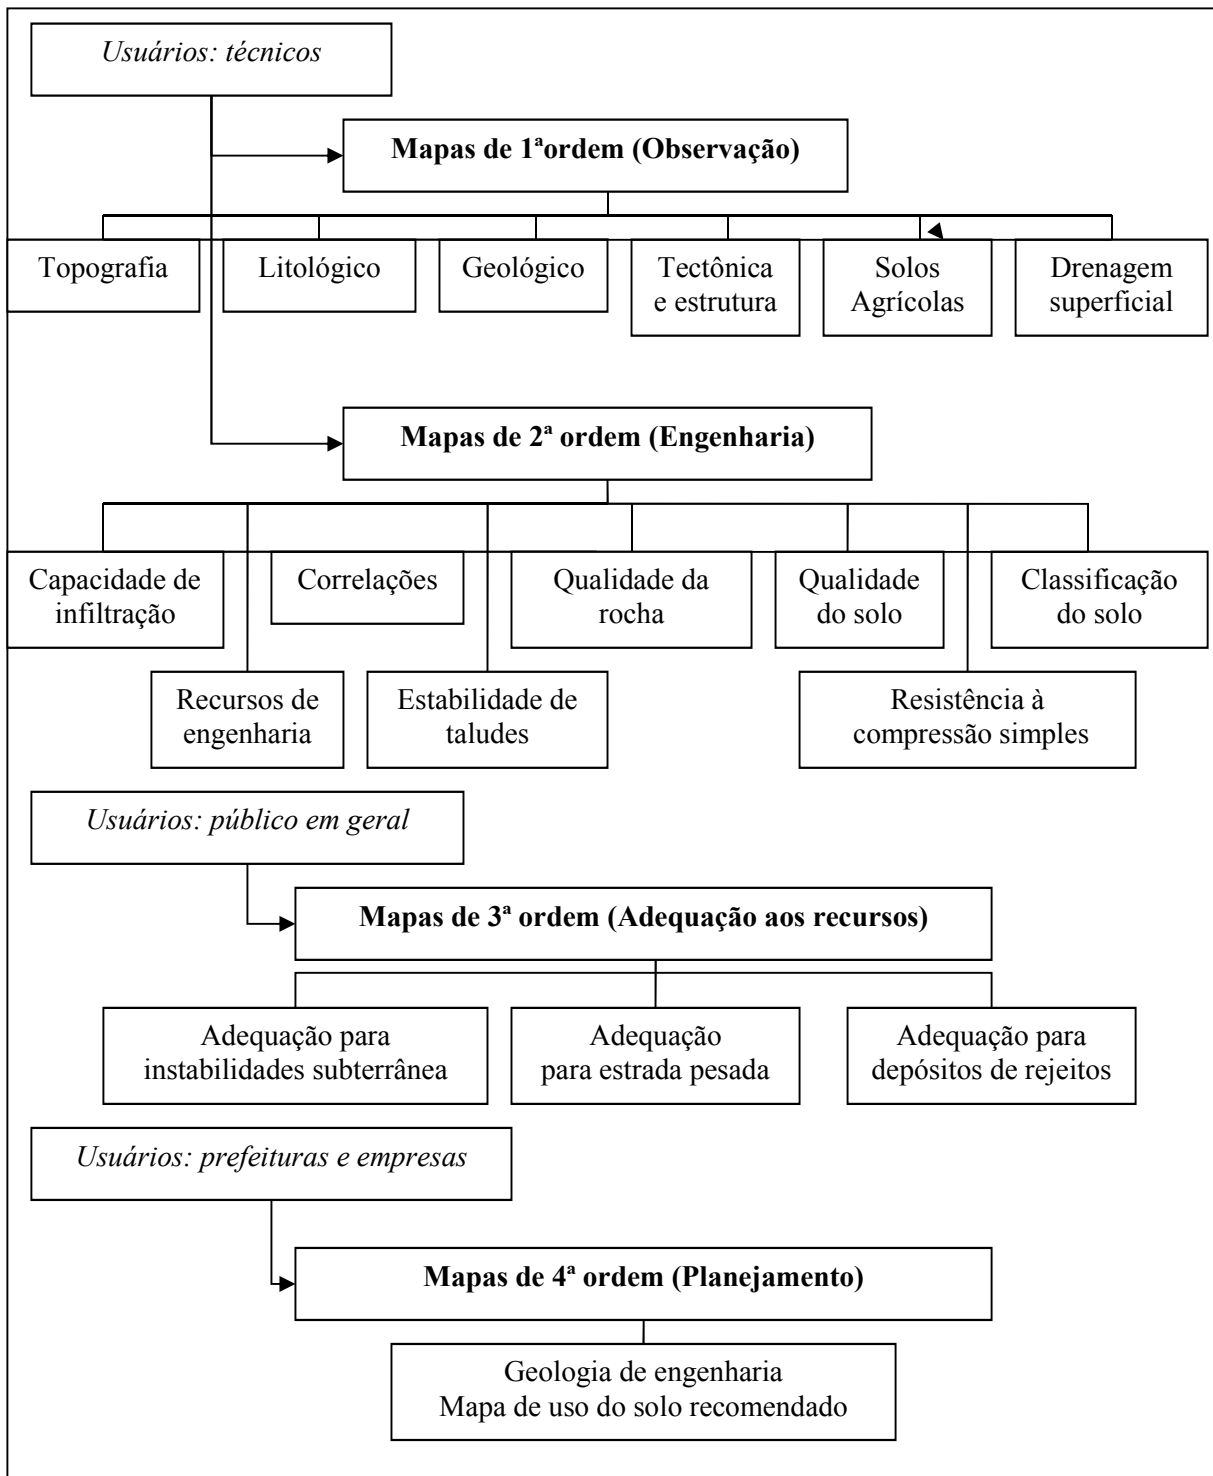 Usuários: técnicos
Mapas de 1ªordem (Observação)
Topografia
Litológico
Geológico
Tectônica
e estrutura
Solos
Agrícolas
Drenagem
superficial
Mapas de 2ª ordem (Engenharia)
Capacidade de
infiltração
Correlações
Qualidade da
rocha
Qualidade
do solo
Classificação
do solo
Recursos de
engenharia
Estabilidade de
taludes
Resistência à
compressão simples
Usuários: público em geral
Mapas de 3ª ordem (Adequação aos recursos)
Adequação para
instabilidades subterrânea
Adequação
para estrada pesada
Adequação para
depósitos de rejeitos
Usuários: prefeituras e empresas
Mapas de 4ª ordem (Planejamento)
Geologia de engenharia
Mapa de uso do solo recomendado